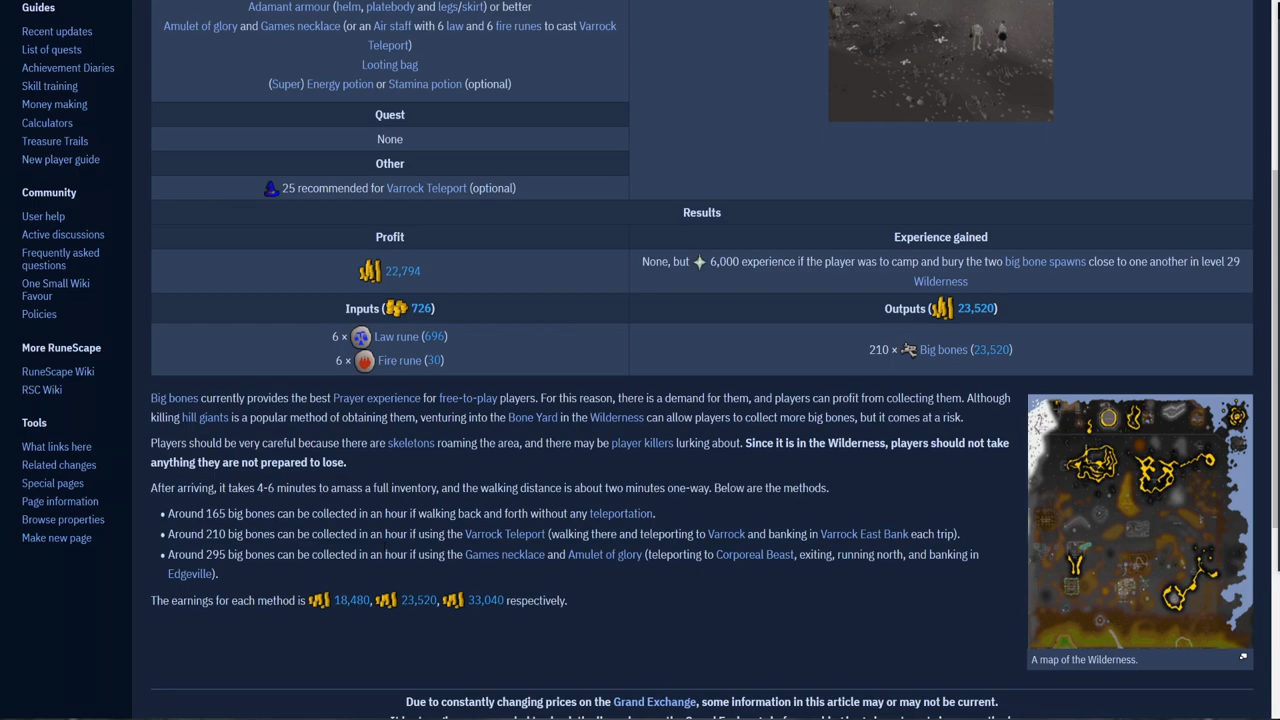 Guides
Recent updates
List of quests
Achievement Diaries
Skill training
Money making
Calculators
Treasure Trails
New player guide
Community
User help
Active discussions
Frequently asked
questions
One Small Wiki
Favour
Policies
More RuneScape
RuneScape Wiki
RSC Wiki
Tools
What links here
Related changes
Special pages
Page information
Browse properties
Make new page
Adamant armour (helm, platebody and legs/skirt) or better
Amulet of glory and Games necklace (or an Air staff with 6 law and 6 fire runes to cast Varrock
Teleport)
Looting bag
(Super) Energy potion or Stamina potion (optional)
Quest
None
Other
25 recommended for Varrock Teleport (optional)
Results
Profit
Experience gained
22,794
None, but 6,000 experience if the player was to camp and bury the two big bone spawns close to one another in level 29
Wilderness
Inputs (726)
Outputs (23,520)
6 × Law rune (696)
6 × Fire rune (30)
210 × Big bones (23,520)
Big bones currently provides the best Prayer experience for free-to-play players. For this reason, there is a demand for them, and players can profit from collecting them. Although
killing hill giants is a popular method of obtaining them, venturing into the Bone Yard in the Wilderness can allow players to collect more big bones, but it comes at a risk.
Players should be very careful because there are skeletons roaming the area, and there may be player killers lurking about. Since it is in the Wilderness, players should not take
anything they are not prepared to lose.
After arriving, it takes 4-6 minutes to amass a full inventory, and the walking distance is about two minutes one-way. Below are the methods.
• Around 165 big bones can be collected in an hour if walking back and forth without any teleportation.
• Around 210 big bones can be collected in an hour if using the Varrock Teleport (walking there and teleporting to Varrock and banking in Varrock East Bank each trip).
• Around 295 big bones can be collected in an hour if using the Games necklace and Amulet of glory (teleporting to Corporeal Beast, exiting, running north, and banking in
Edgeville).
The earnings for each method is 18,480, 23,520, 33,040 respectively.
A map of the Wilderness.
Due to constantly changing prices on the Grand Exchange, some information in this article may or may not be current.